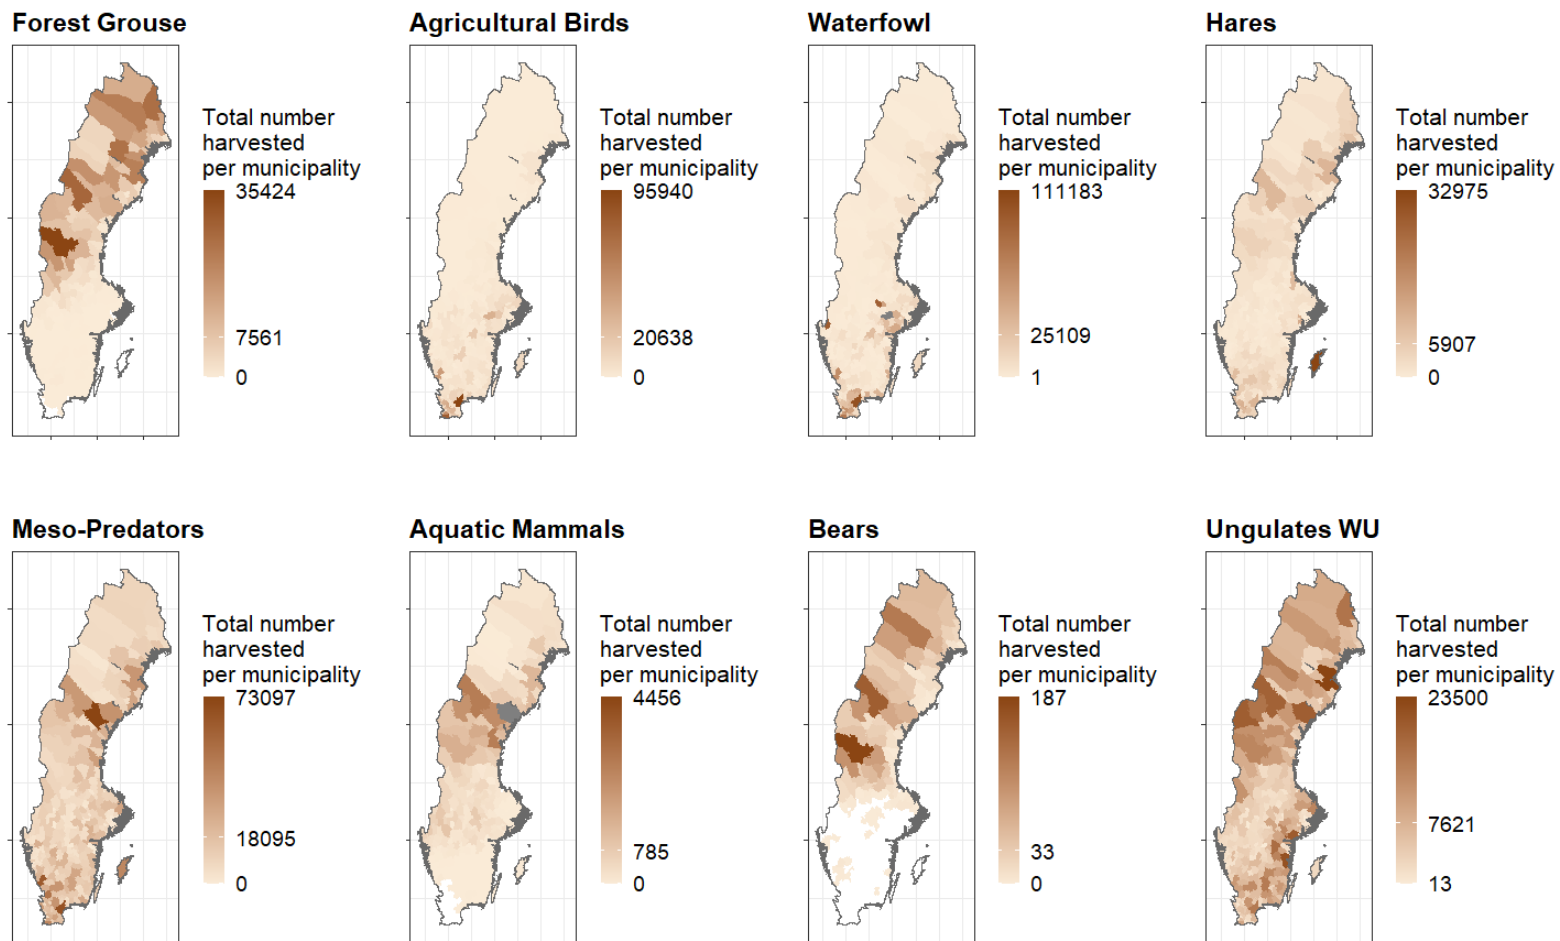 Forest Grouse
Total number
harvested
per municipality
35424
7561
0
Agricultural Birds
Total number
harvested
per municipality
95940
20638
0
Waterfowl
Total number
harvested
per municipality
111183
25109
1
Hares
Total number
harvested
per municipality
32975
5907
0
Meso-Predators
Total number
harvested
per municipality
73097
18095
0
Aquatic Mammals
Total number
harvested
per municipality
4456
785
0
Bears
Total number
harvested
per municipality
187
33
0
Ungulates WU
Total number
harvested
per municipality
23500
7621
13